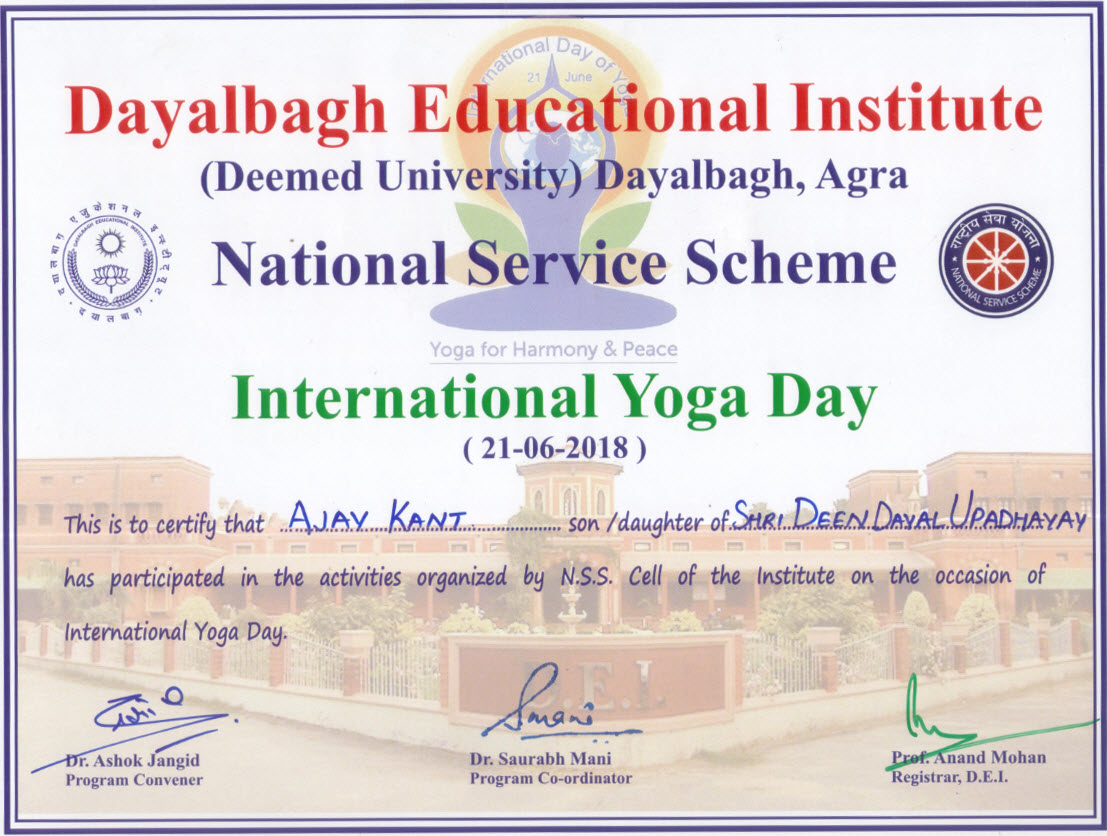 International Day of Yoga
21 June
Dayalbagh Educational Institute
(Deemed University) Dayalbagh, Agra
दयालबाग़ एजुकेशनल इन्स्टीट्यूट
DAYALBAGH EDUCATIONAL INSTITUTE
दयालबाग़
National Service Scheme
राष्ट्रीय सेवा योजना
NATIONAL SERVICE SCHEME
Yoga for Harmony & Peace
International Yoga Day
( 21-06-2018 )
This is to certify that AJAY KANT son /daughter of SHRI DEEN DAYAL UPADHAYAY
has participated in the activities organized by N.S.S. Cell of the Institute on the occasion of
International Yoga Day.
D.E.I.
Smani
Dr. Ashok Jangid Dr. Saurabh Mani Prof. Anand Mohan
Program Convener Program Co-ordinator Registrar, D.E.I.